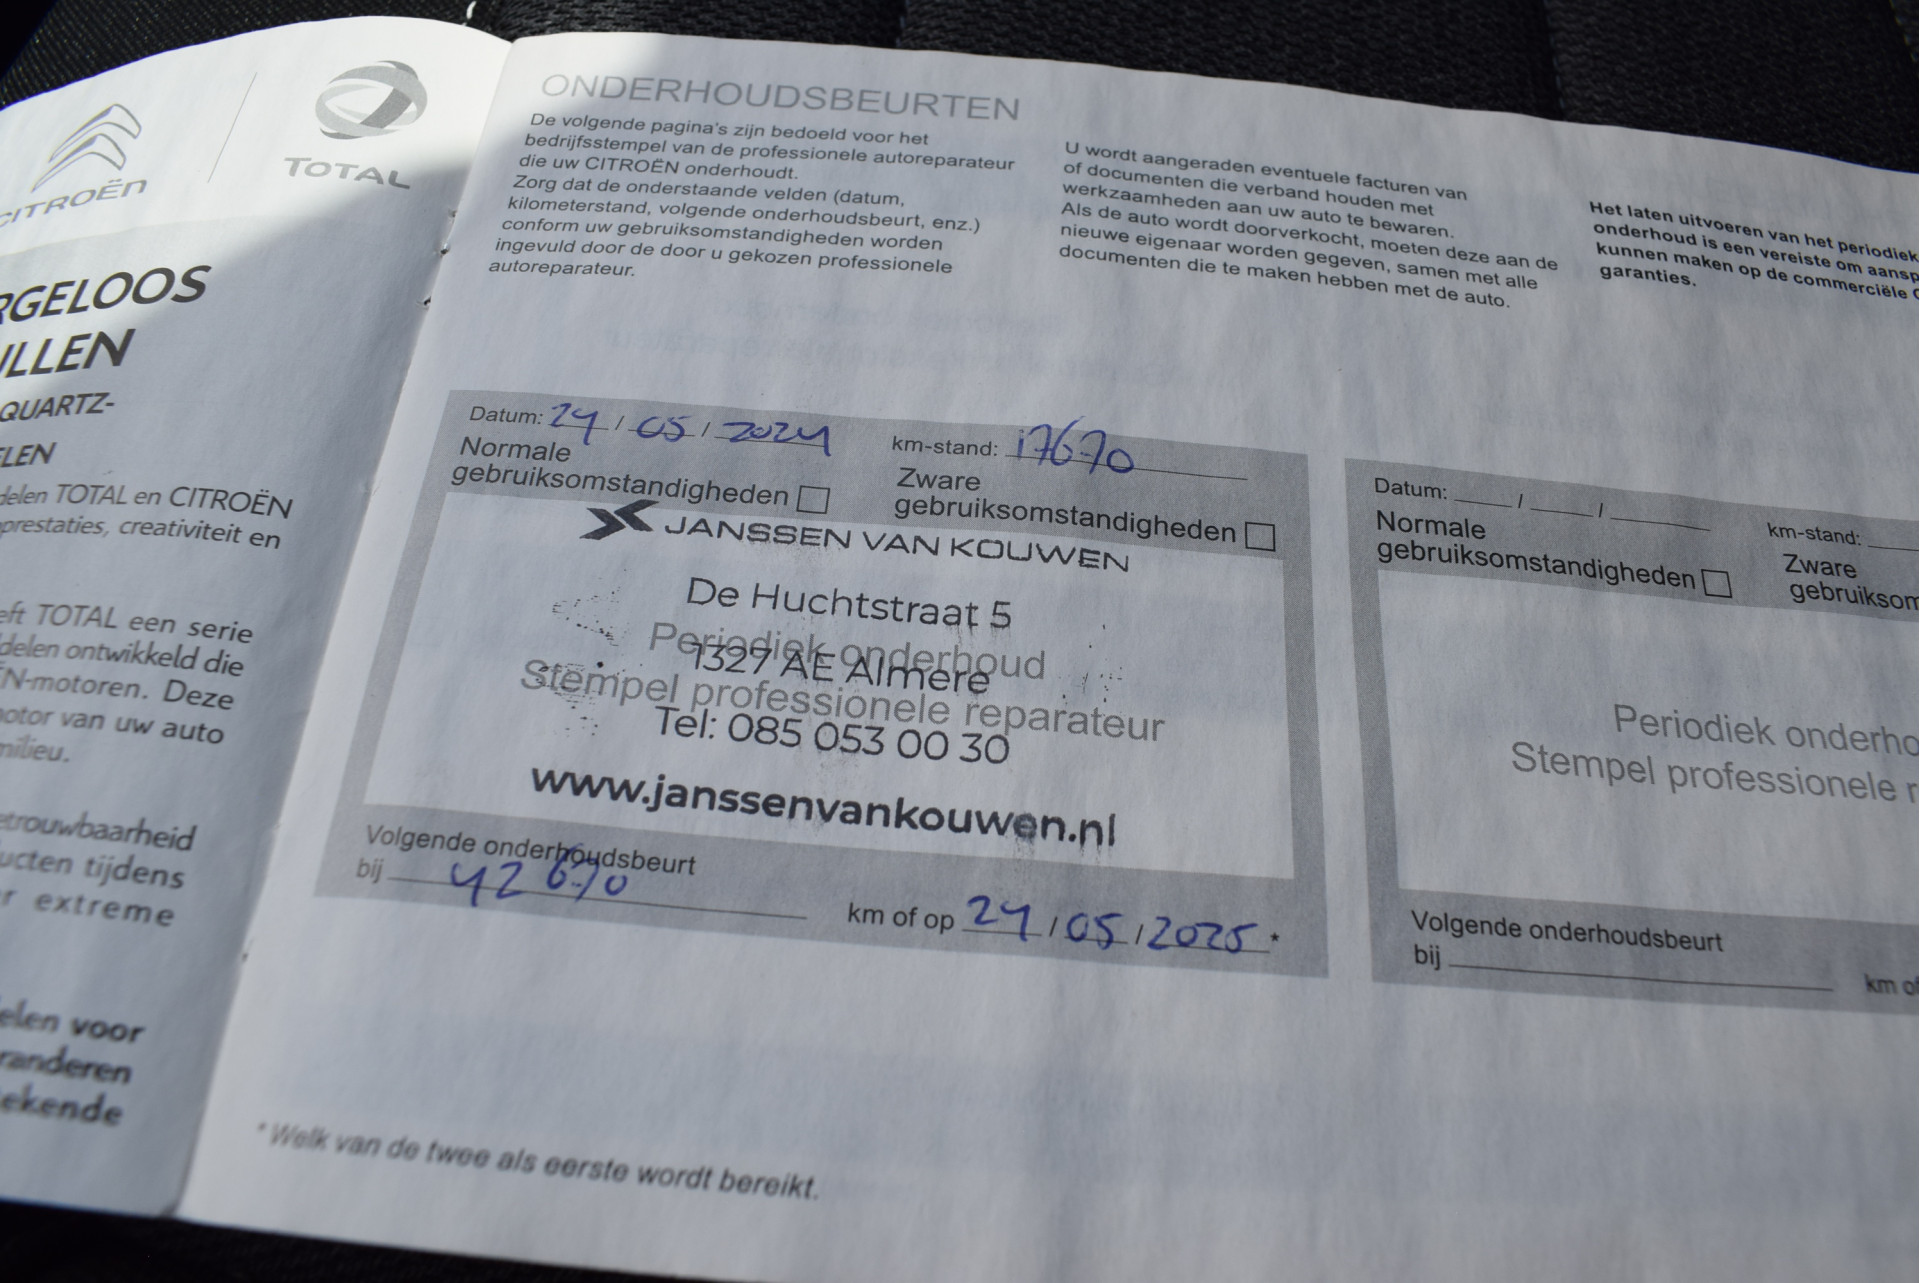 CITROËN
TOTAL
RGELOOS
ILLEN
QUARTZ-
ELEN
delen TOTAL en CITROËN
prestaties, creativiteit en
eft TOTAL een serie
delen ontwikkeld die
ËN-motoren. Deze
notor van uw auto
milieu.
etrouwbaarheid
ucten tijdens
r extreme
elen voor
randeren
ekende
ONDERHOUDSBEURTEN
De volgende pagina's zijn bedoeld voor het
bedrijfsstempel van de professionele autoreparateur
die uw CITROËN onderhoudt.
Zorg dat de onderstaande velden (datum,
kilometerstand, volgende onderhoudsbeurt, enz.)
conform uw gebruiksomstandigheden worden
ingevuld door de door u gekozen professionele
autoreparateur.
U wordt aangeraden eventuele facturen van
of documenten die verband houden met
werkzaamheden aan uw auto te bewaren.
Als de auto wordt doorverkocht, moeten deze aan de
nieuwe eigenaar worden gegeven, samen met alle
documenten die te maken hebben met de auto.
Het laten uitvoeren van het periodiek
onderhoud is een vereiste om aansp
kunnen maken op de commerciële
garanties.
Datum: 24 / 05 / 2024 km-stand: 17670
Normale
gebruiksomstandigheden
Zware
gebruiksomstandigheden
JANSSEN VAN KOUWEN
De Huchtstraat 5
Periodiek onderhoud
1327 AE Almere
Stempel professionele reparateur
Tel: 085 053 00 30
www.janssenvankouwen.nl
Volgende onderhoudsbeurt
bij 42670 km of op 24 / 05 / 2025 *
Datum: / / km-stand:
Normale
gebruiksomstandigheden
Zware
gebruiksom
Periodiek onderho
Stempel professionele r
Volgende onderhoudsbeurt
bij km of
* Welk van de twee als eerste wordt bereikt.